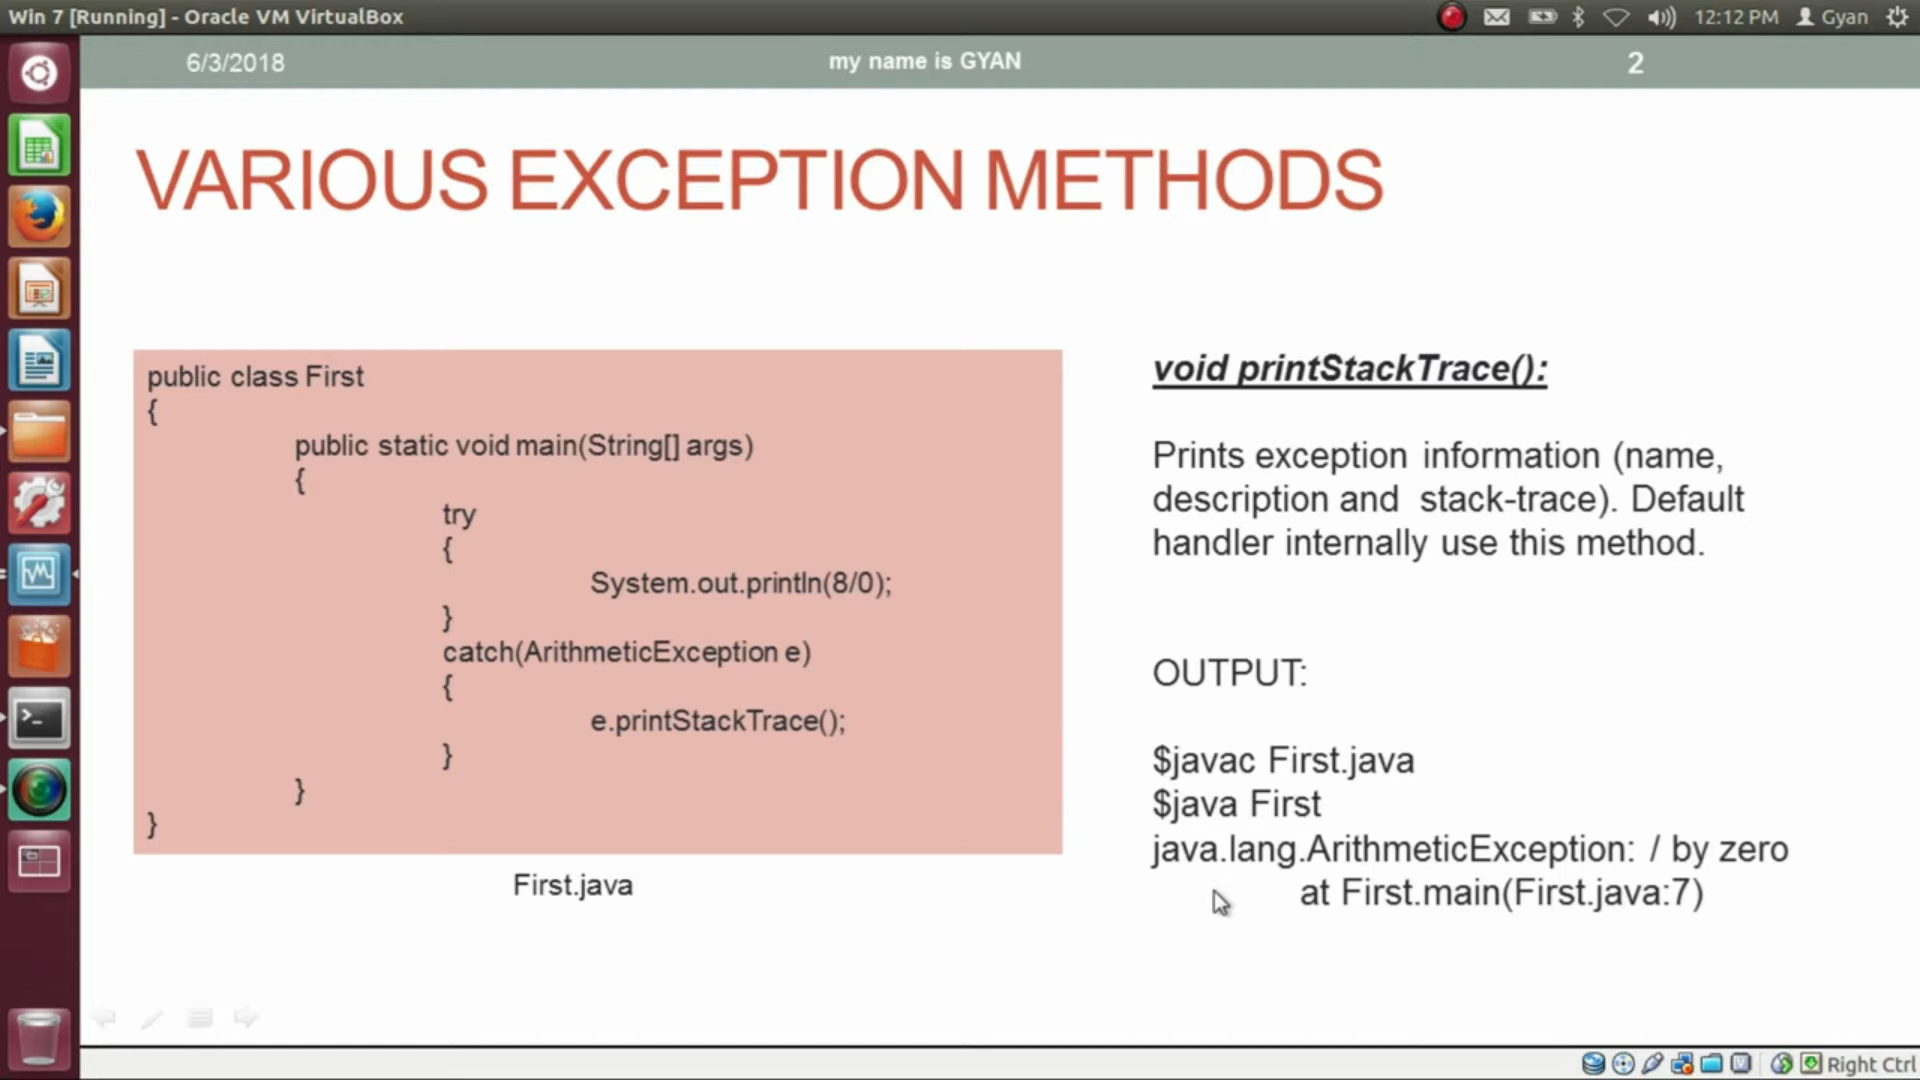 Win 7 [Running] - Oracle VM VirtualBox
12:12 PM Gyan
6/3/2018
my name is GYAN
2
VARIOUS EXCEPTION METHODS
public class First
{
public static void main(String[] args)
{
try
{
System.out.println(8/0);
}
catch(ArithmeticException e)
{
e.printStackTrace();
}
}
}
First.java
void printStackTrace():
Prints exception information (name,
description and stack-trace). Default
handler internally use this method.
OUTPUT:
$javac First.java
$java First
java.lang.ArithmeticException: / by zero
at First.main(First.java:7)
Right Ctrl